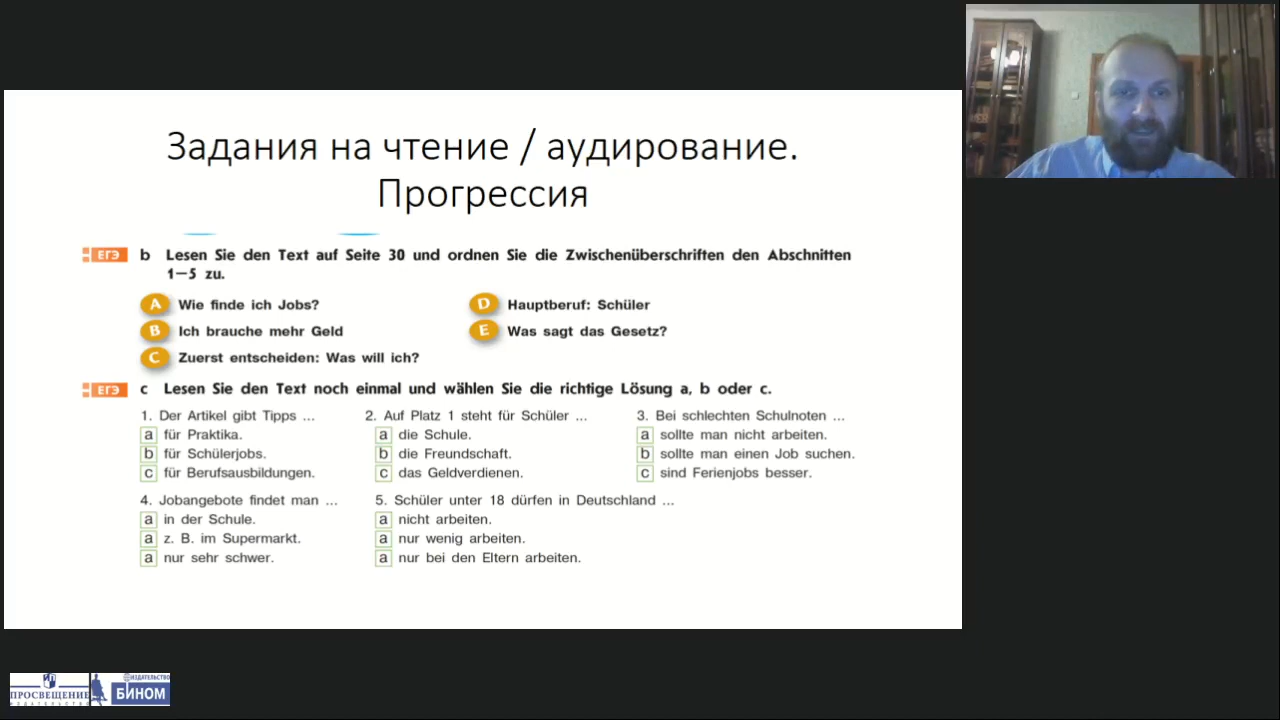 Задания на чтение / аудирование.
Прогрессия
ЕГЭ b Lesen Sie den Text auf Seite 30 und ordnen Sie die Zwischenüberschriften den Abschnitten
1–5 zu.
A Wie finde ich Jobs?
D Hauptberuf: Schüler
B Ich brauche mehr Geld
E Was sagt das Gesetz?
C Zuerst entscheiden: Was will ich?
ЕГЭ c Lesen Sie den Text noch einmal und wählen Sie die richtige Lösung a, b oder c.
1. Der Artikel gibt Tipps ...
a für Praktika.
b für Schülerjobs.
c für Berufsausbildungen.
2. Auf Platz 1 steht für Schüler ...
a die Schule.
b die Freundschaft.
c das Geldverdienen.
3. Bei schlechten Schulnoten ...
a sollte man nicht arbeiten.
b sollte man einen Job suchen.
c sind Ferienjobs besser.
4. Jobangebote findet man ...
a in der Schule.
a z. B. im Supermarkt.
a nur sehr schwer.
5. Schüler unter 18 dürfen in Deutschland ...
a nicht arbeiten.
a nur wenig arbeiten.
a nur bei den Eltern arbeiten.
ПРОСВЕЩЕНИЕ
ИЗДАТЕЛЬСТВО
ИЗДАТЕЛЬСТВО
БИНОМ